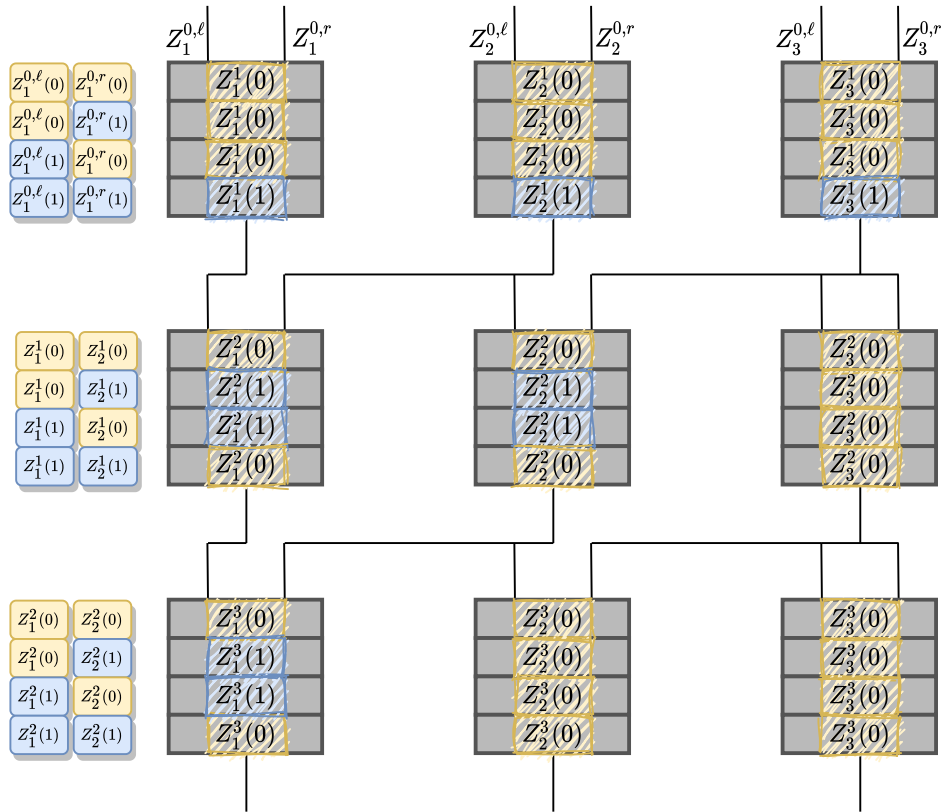 Z_1^{0,ℓ} Z_1^{0,r} Z_2^{0,ℓ} Z_2^{0,r} Z_3^{0,ℓ} Z_3^{0,r}
Z_1^{0,ℓ}(0) Z_1^{0,r}(0) Z_1^1(0) Z_2^1(0) Z_3^1(0)
Z_1^{0,ℓ}(0) Z_1^{0,r}(1) Z_1^1(0) Z_2^1(0) Z_3^1(0)
Z_1^{0,ℓ}(1) Z_1^{0,r}(0) Z_1^1(0) Z_2^1(0) Z_3^1(0)
Z_1^{0,ℓ}(1) Z_1^{0,r}(1) Z_1^1(1) Z_2^1(1) Z_3^1(1)
Z_1^1(0) Z_2^1(0) Z_1^2(0) Z_2^2(0) Z_3^2(0)
Z_1^1(0) Z_2^1(1) Z_1^2(1) Z_2^2(1) Z_3^2(0)
Z_1^1(1) Z_2^1(0) Z_1^2(1) Z_2^2(1) Z_3^2(0)
Z_1^1(1) Z_2^1(1) Z_1^2(0) Z_2^2(0) Z_3^2(0)
Z_1^2(0) Z_2^2(0) Z_1^3(0) Z_2^3(0) Z_3^3(0)
Z_1^2(0) Z_2^2(1) Z_1^3(1) Z_2^3(0) Z_3^3(0)
Z_1^2(1) Z_2^2(0) Z_1^3(1) Z_2^3(0) Z_3^3(0)
Z_1^2(1) Z_2^2(1) Z_1^3(0) Z_2^3(0) Z_3^3(0)